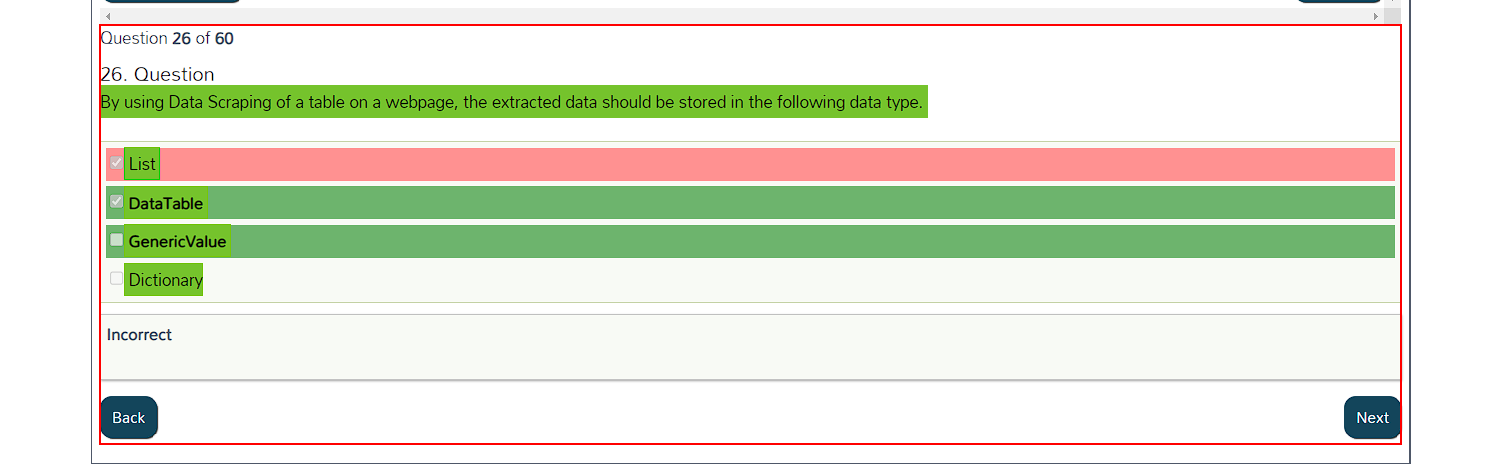 Question 26 of 60
26. Question
By using Data Scraping of a table on a webpage, the extracted data should be stored in the following data type.
List
DataTable
GenericValue
Dictionary
Incorrect
Back
Next